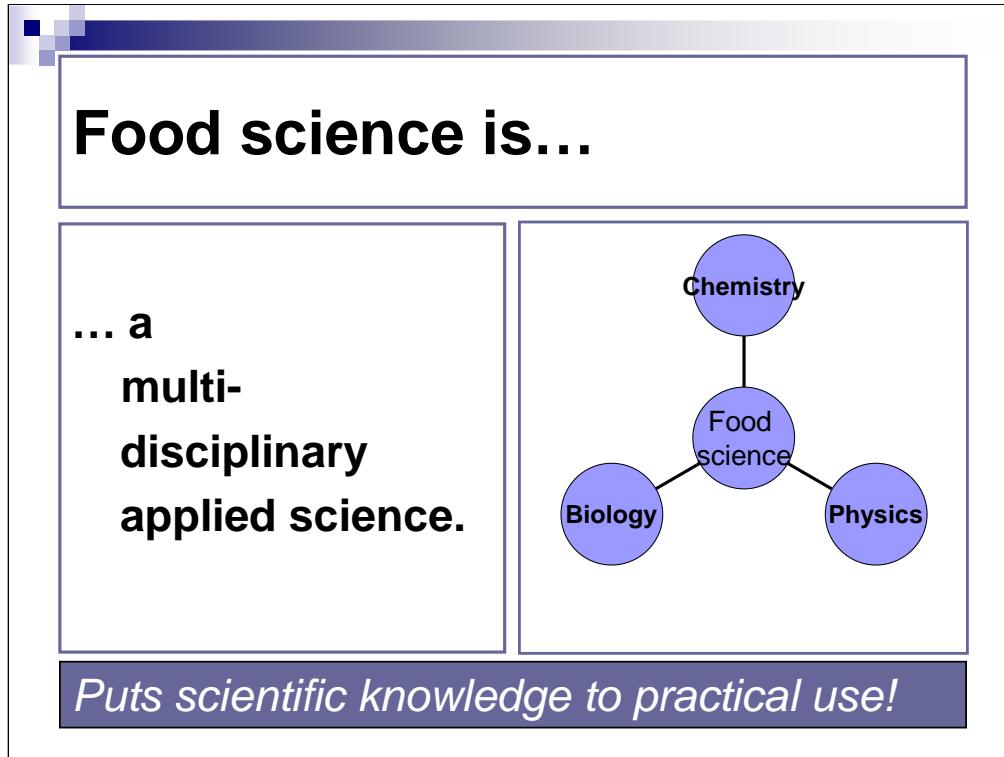 Food science is…
… a
multi-
disciplinary
applied science.
Chemistry
Food
science
Biology
Physics
Puts scientific knowledge to practical use!